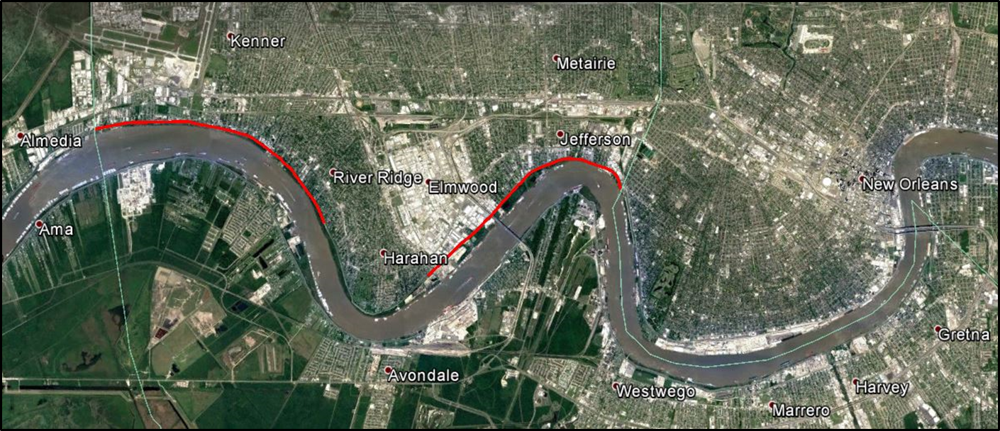 Kenner
Metairie
Almedia
Jefferson
River Ridge
Elmwood
New Orleans
Ama
Harahan
Gretna
Avondale
Westwego
Harvey
Marrero